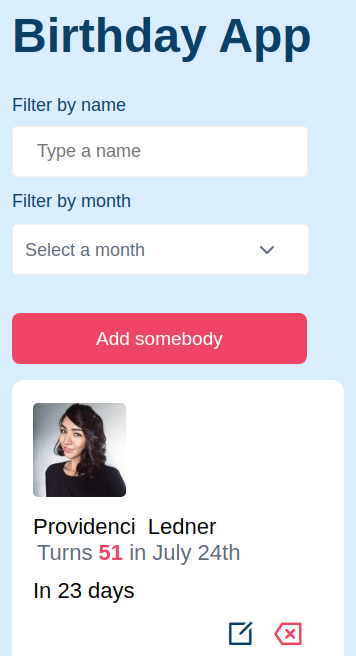 Birthday App
Filter by name
Type a name
Filter by month
Select a month
Add somebody
Providenci Ledner
Turns 51 in July 24th
In 23 days